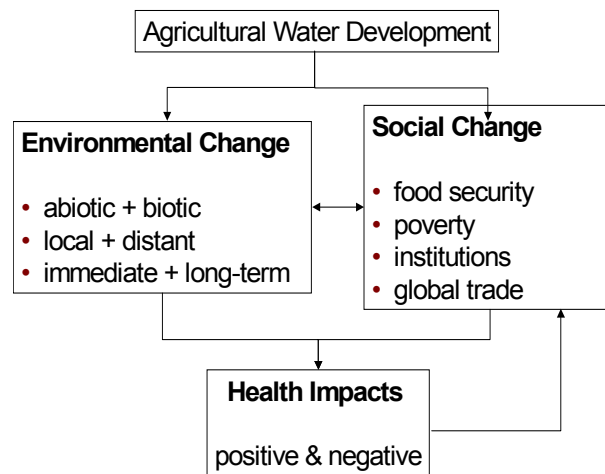 Agricultural Water Development
Environmental Change
• abiotic + biotic
• local + distant
• immediate + long-term
Social Change
• food security
• poverty
• institutions
• global trade
Health Impacts
positive & negative